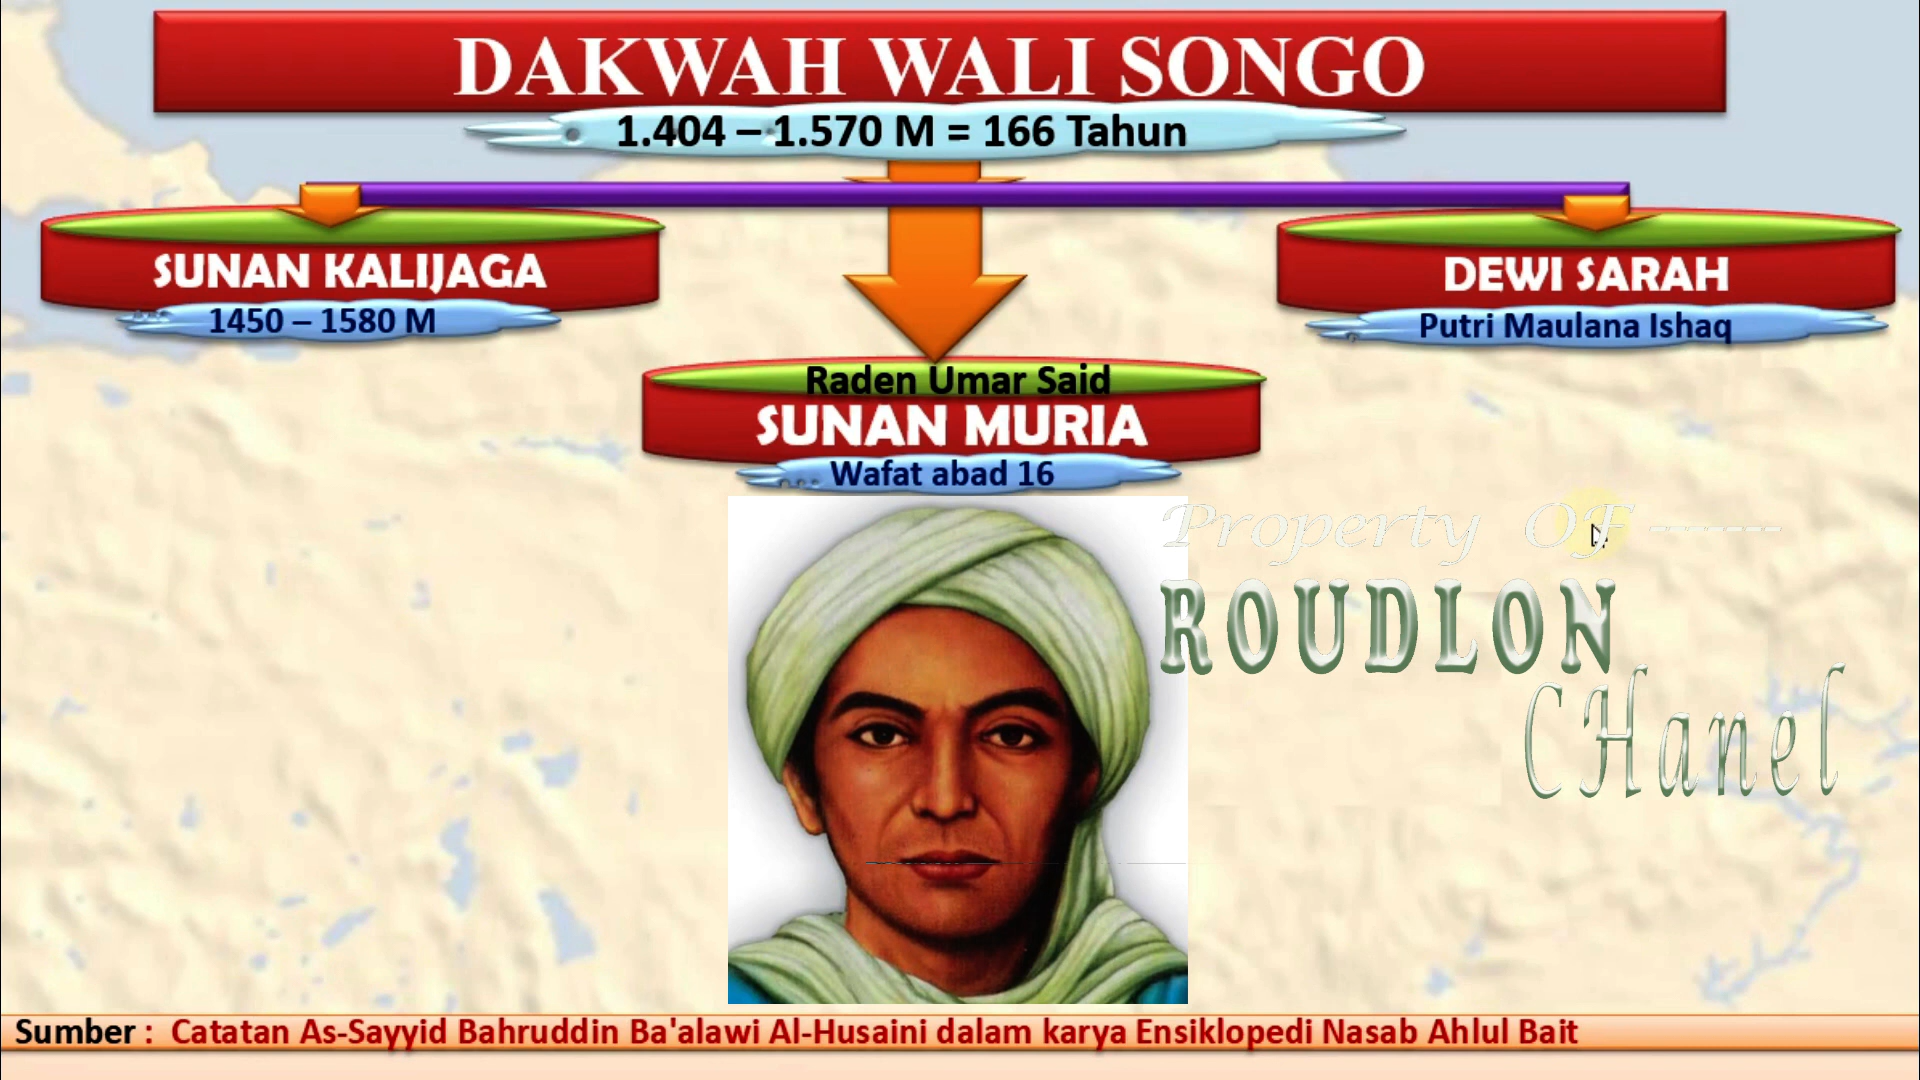 DAKWAH WALI SONGO
1.404 – 1.570 M = 166 Tahun
SUNAN KALIJAGA
1450 – 1580 M
DEWI SARAH
Putri Maulana Ishaq
Raden Umar Said
SUNAN MURIA
Wafat abad 16
Property OF -------
ROUDLON
CHanel
Sumber : Catatan As-Sayyid Bahruddin Ba'alawi Al-Husaini dalam karya Ensiklopedi Nasab Ahlul Bait